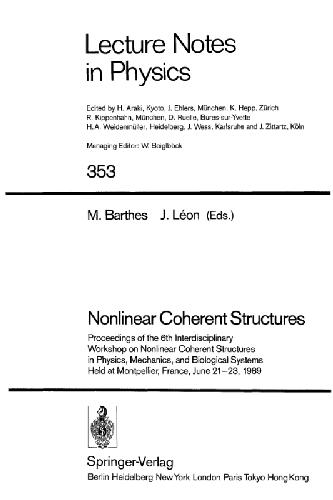 Lecture Notes
in Physics
Edited by H. Araki, Kyoto, J. Ehlers, München, K. Hepp, Zürich
R. Kippenhahn, München, D. Ruelle, Bures-sur-Yvette
H.A. Weidenmüller, Heidelberg, J. Wess, Karlsruhe and J. Zittartz, Köln
Managing Editor: W. Beiglböck
353
M. Barthes J. Léon (Eds.)
Nonlinear Coherent Structures
Proceedings of the 6th Interdisciplinary
Workshop on Nonlinear Coherent Structures
in Physics, Mechanics, and Biological Systems
Held at Montpellier, France, June 21–23, 1989
Springer-Verlag
Berlin Heidelberg New York London Paris Tokyo Hong Kong